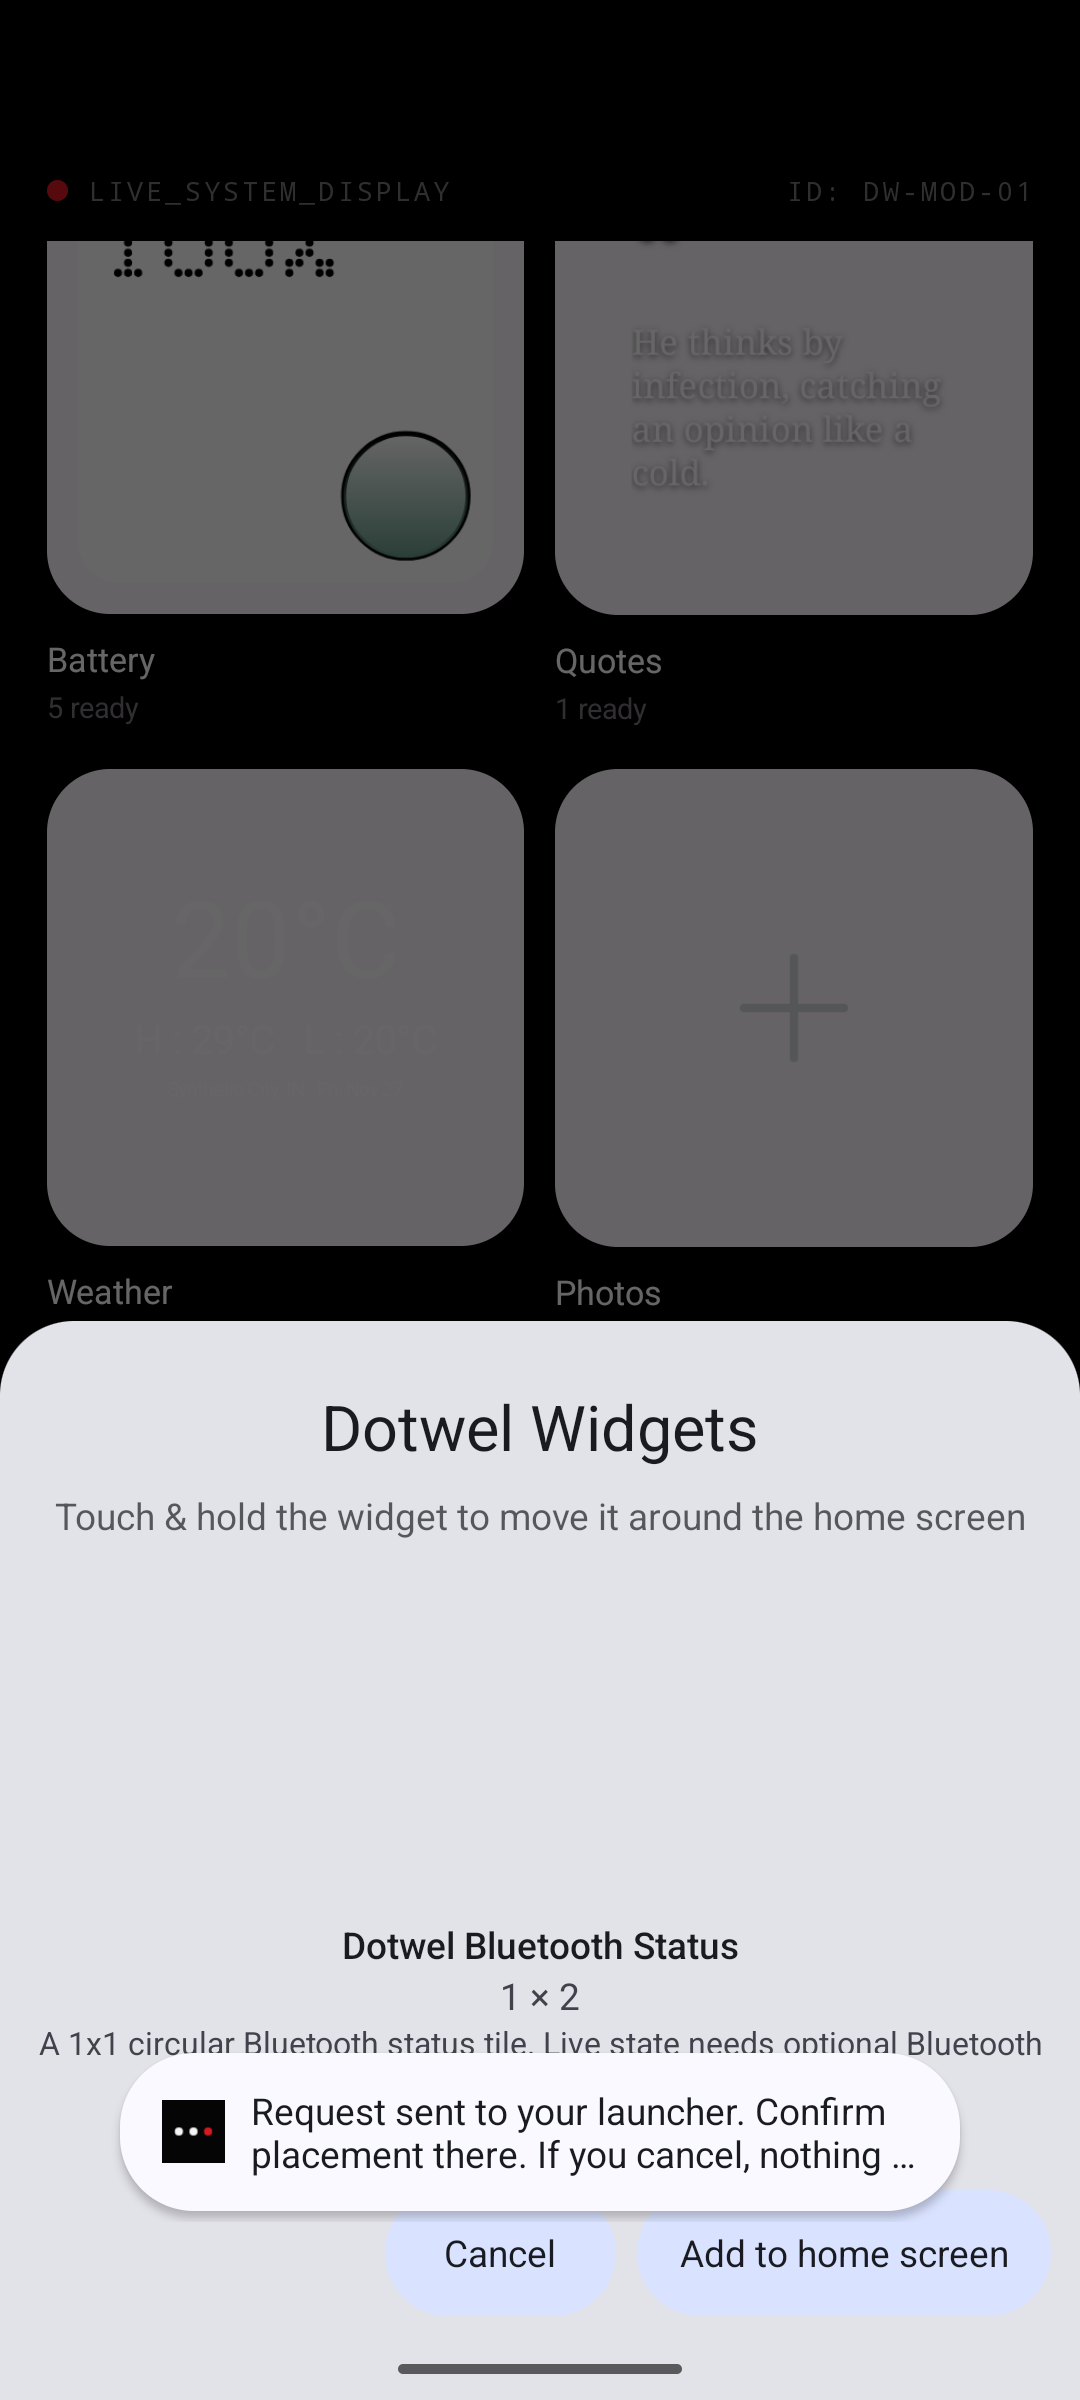 LIVE_SYSTEM_DISPLAY
ID: DW-MOD-01
100%
He thinks by
infection, catching
an opinion like a
cold.
Battery
5 ready
Quotes
1 ready
20°C
H : 29°C L : 20°C
Weather
Photos
Dotwel Widgets
Touch & hold the widget to move it around the home screen
Dotwel Bluetooth Status
1 × 2
A 1x1 circular Bluetooth status tile. Live state needs optional Bluetooth
Request sent to your launcher. Confirm
placement there. If you cancel, nothing ...
Cancel
Add to home screen